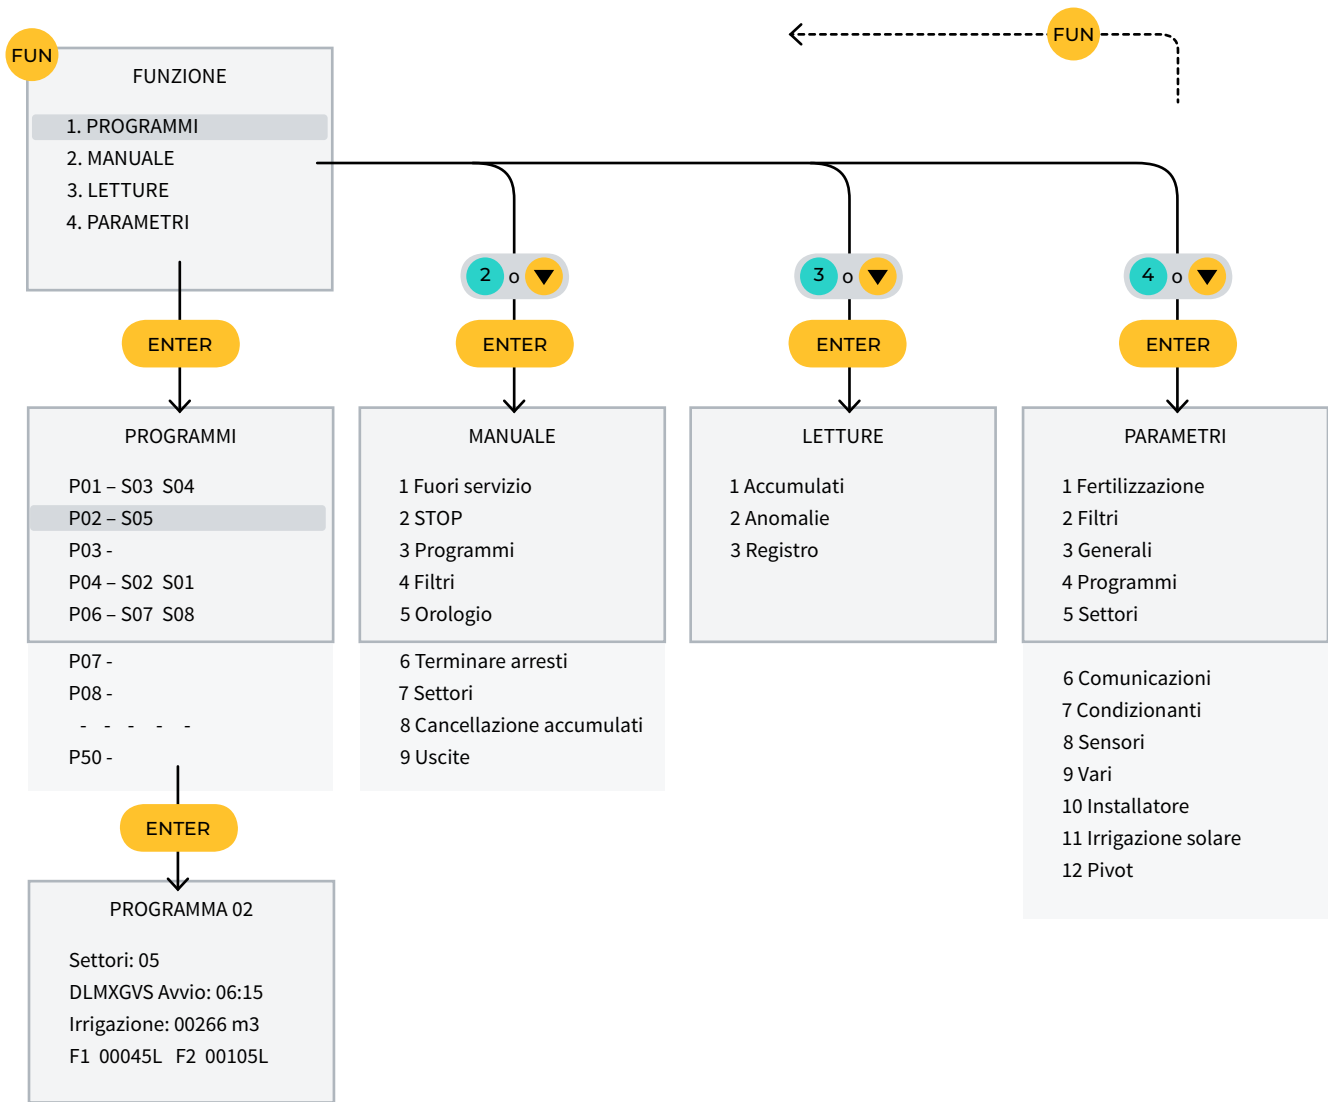 FUN
FUN
FUNZIONE
1. PROGRAMMI
2. MANUALE
3. LETTURE
4. PARAMETRI
2 o
3 o
4 o
ENTER
ENTER
ENTER
ENTER
PROGRAMMI
P01 – S03 S04
P02 – S05
P03 -
P04 – S02 S01
P06 – S07 S08
P07 -
P08 -
- - - - -
P50 -
MANUALE
1 Fuori servizio
2 STOP
3 Programmi
4 Filtri
5 Orologio
6 Terminare arresti
7 Settori
8 Cancellazione accumulati
9 Uscite
LETTURE
1 Accumulati
2 Anomalie
3 Registro
PARAMETRI
1 Fertilizzazione
2 Filtri
3 Generali
4 Programmi
5 Settori
6 Comunicazioni
7 Condizionanti
8 Sensori
9 Vari
10 Installatore
11 Irrigazione solare
12 Pivot
ENTER
PROGRAMMA 02
Settori: 05
DLMXGVS Avvio: 06:15
Irrigazione: 00266 m3
F1 00045L F2 00105L